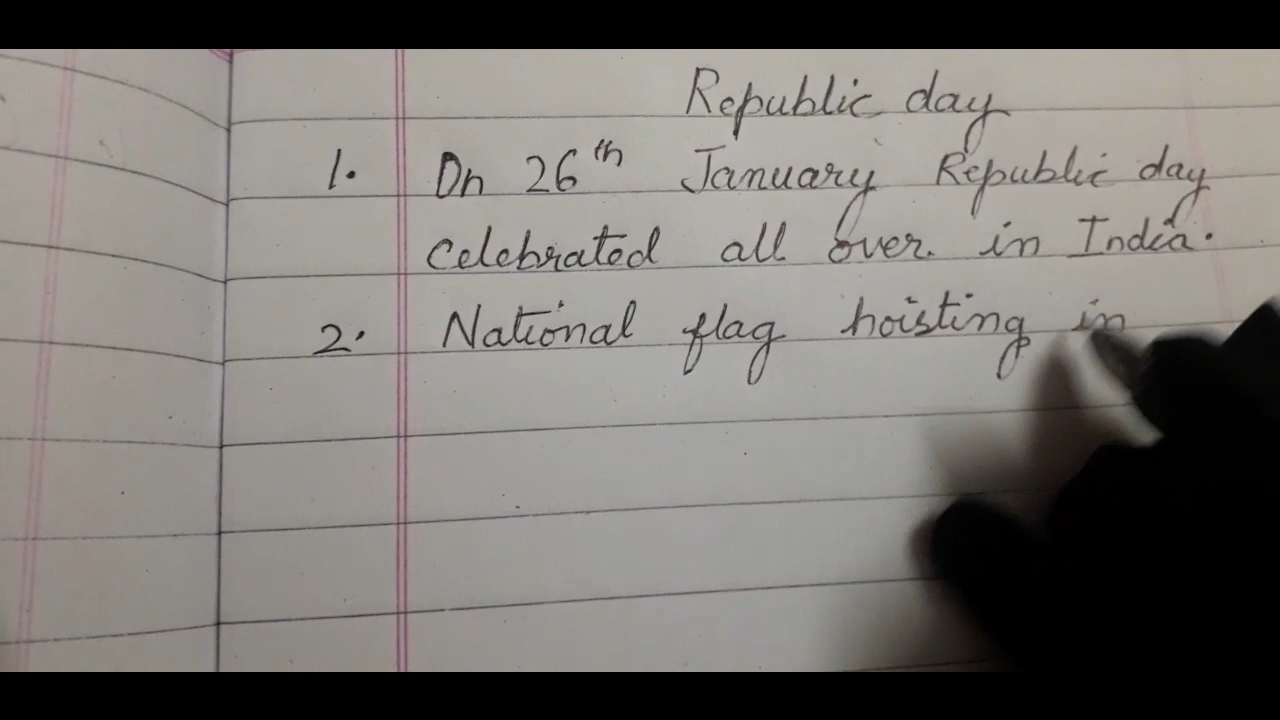 Republic day
1. On 26th January Republic day
Celebrated all over. in India.
2. National flag hoisting in